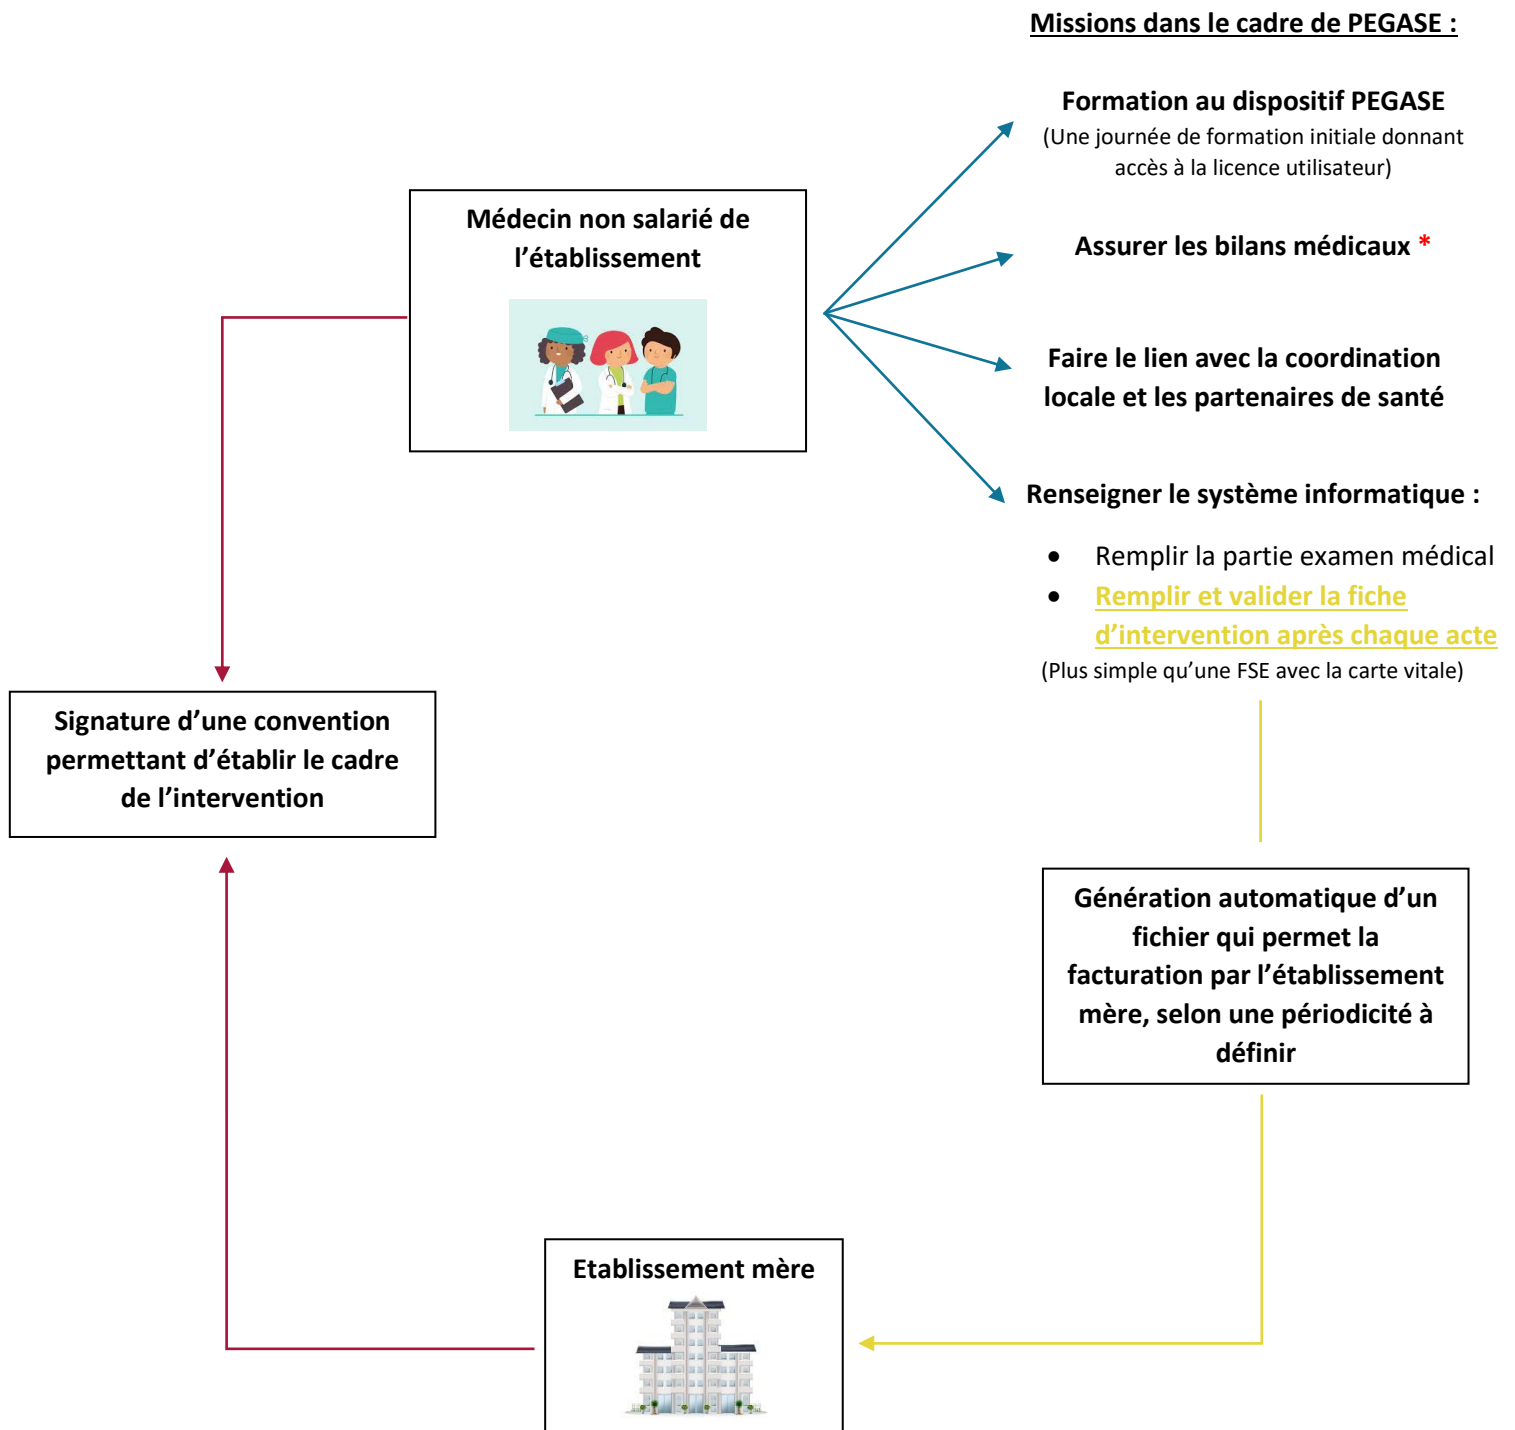 Missions dans le cadre de PEGASE :
Formation au dispositif PEGASE
(Une journée de formation initiale donnant
accès à la licence utilisateur)
Médecin non salarié de
l’établissement
Assurer les bilans médicaux *
Faire le lien avec la coordination
locale et les partenaires de santé
Renseigner le système informatique :
• Remplir la partie examen médical
• Remplir et valider la fiche
d’intervention après chaque acte
(Plus simple qu’une FSE avec la carte vitale)
Signature d’une convention
permettant d’établir le cadre
de l’intervention
Génération automatique d’un
fichier qui permet la
facturation par l’établissement
mère, selon une périodicité à
définir
Etablissement mère